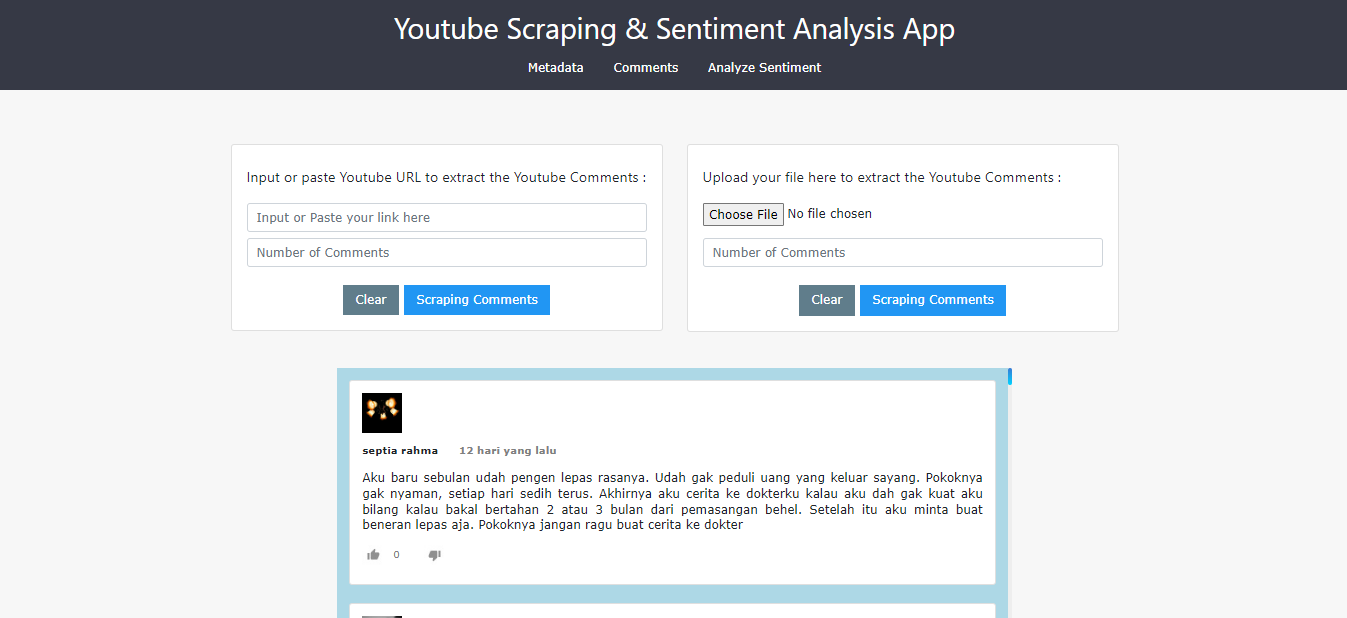 Youtube Scraping & Sentiment Analysis App
Metadata Comments Analyze Sentiment
Input or paste Youtube URL to extract the Youtube Comments :
Input or Paste your link here
Number of Comments
Clear Scraping Comments
Upload your file here to extract the Youtube Comments :
Choose File No file chosen
Number of Comments
Clear Scraping Comments
septia rahma 12 hari yang lalu
Aku baru sebulan udah pengen lepas rasanya. Udah gak peduli uang yang keluar sayang. Pokoknya
gak nyaman, setiap hari sedih terus. Akhirnya aku cerita ke dokterku kalau aku dah gak kuat aku
bilang kalau bakal bertahan 2 atau 3 bulan dari pemasangan behel. Setelah itu aku minta buat
beneran lepas aja. Pokoknya jangan ragu buat cerita ke dokter
0